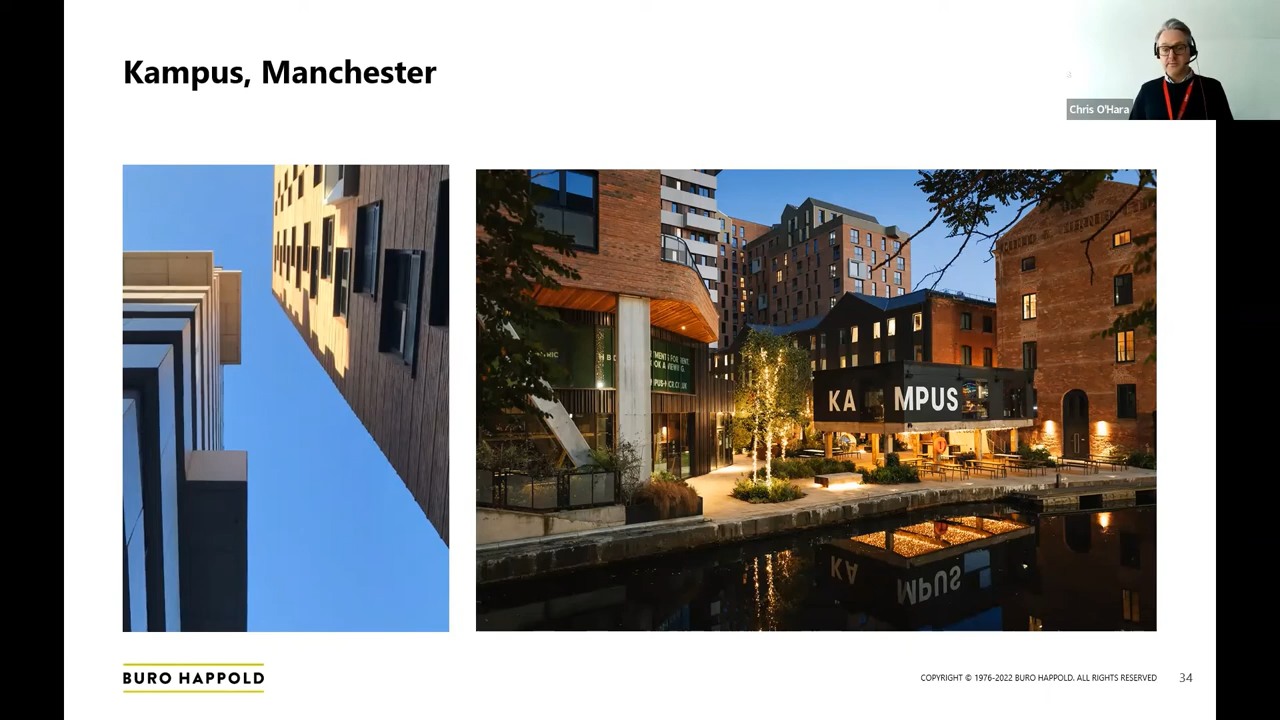 Kampus, Manchester
Chris O'Hara
KA MPUS
BURO HAPPOLD
COPYRIGHT © 1976-2022 BURO HAPPOLD. ALL RIGHTS RESERVED
34